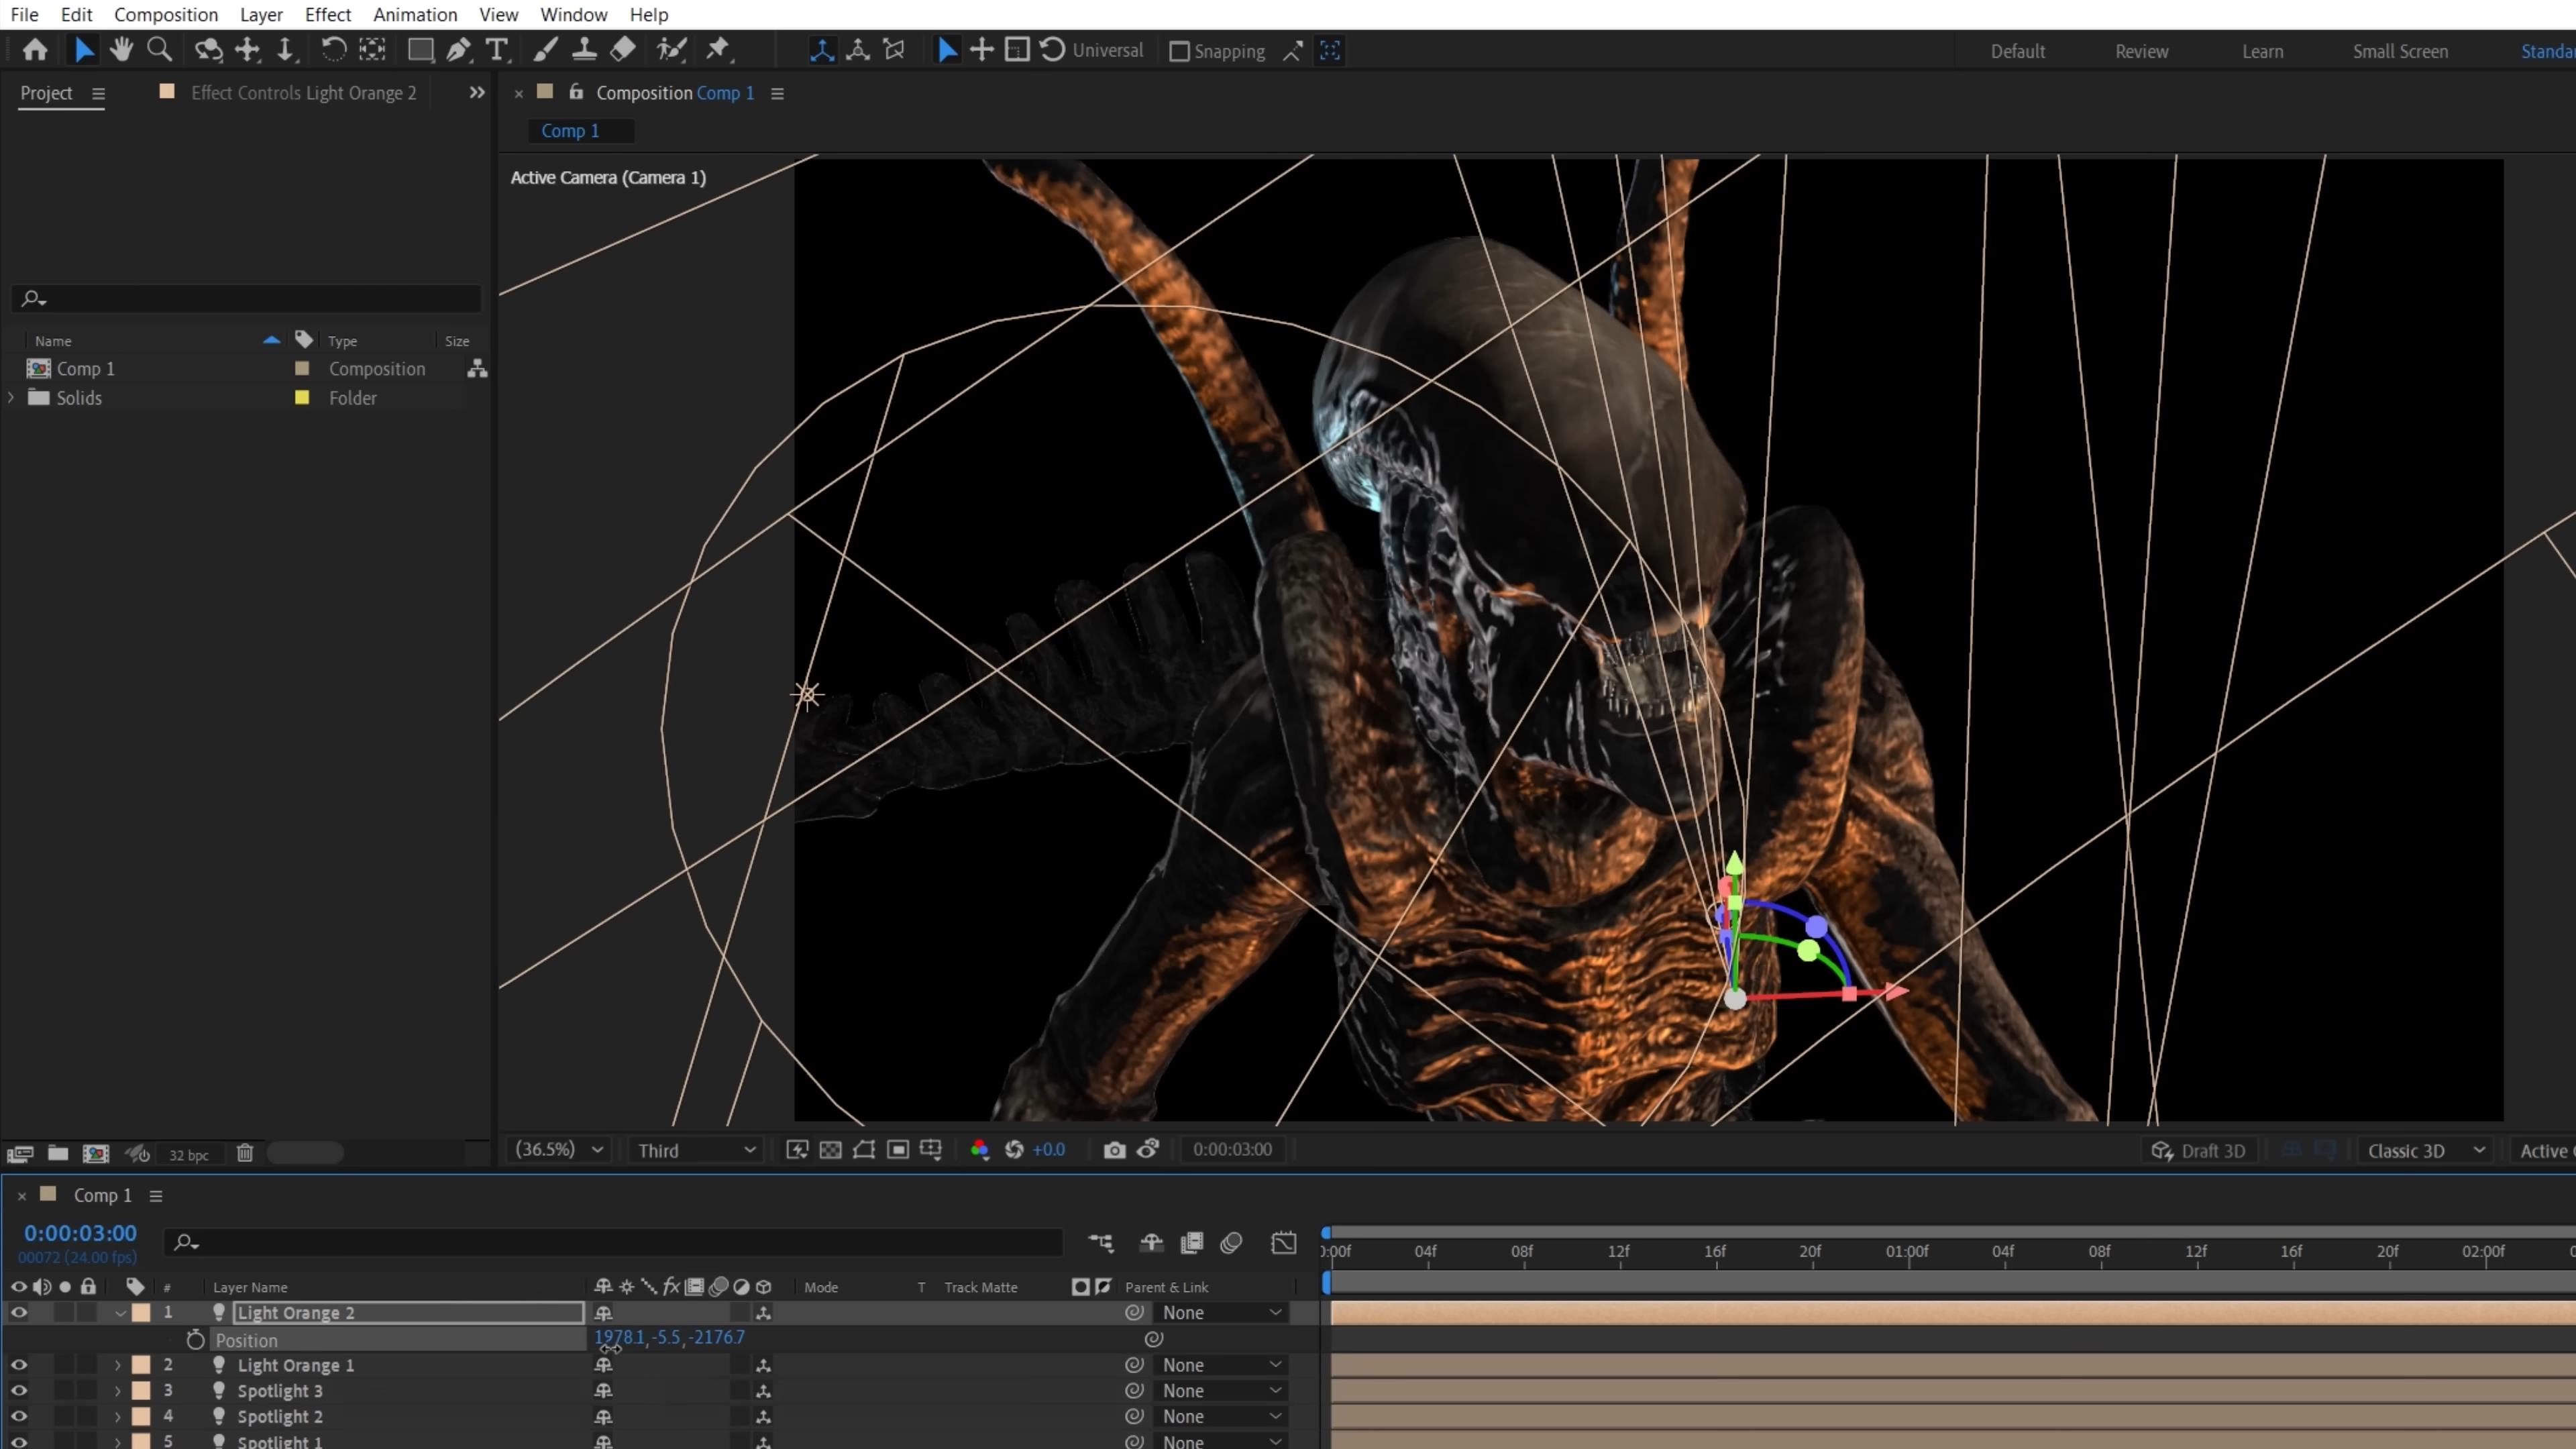 File Edit Composition Layer Effect Animation View Window Help
Universal Snapping Default Review Learn Small Screen
Project Effect Controls Light Orange 2 Composition Comp 1
Comp 1
Active Camera (Camera 1)
Name Type Size
Comp 1 Composition
Solids Folder
32 bpc (36.5%) Third +0.0 0:00:03:00 Draft 3D Classic 3D Active
Comp 1
0:00:03:00
00072 (24.00 fps)
:00f 04f 08f 12f 16f 20f 01:00f 04f 08f 12f 16f 20f 02:00f
# Layer Name fx Mode T Track Matte Parent & Link
1 Light Orange 2 None
Position 1978.1, -5.5, -2176.7
2 Light Orange 1 None
3 Spotlight 3 None
4 Spotlight 2 None
5 Spotlight 1 None